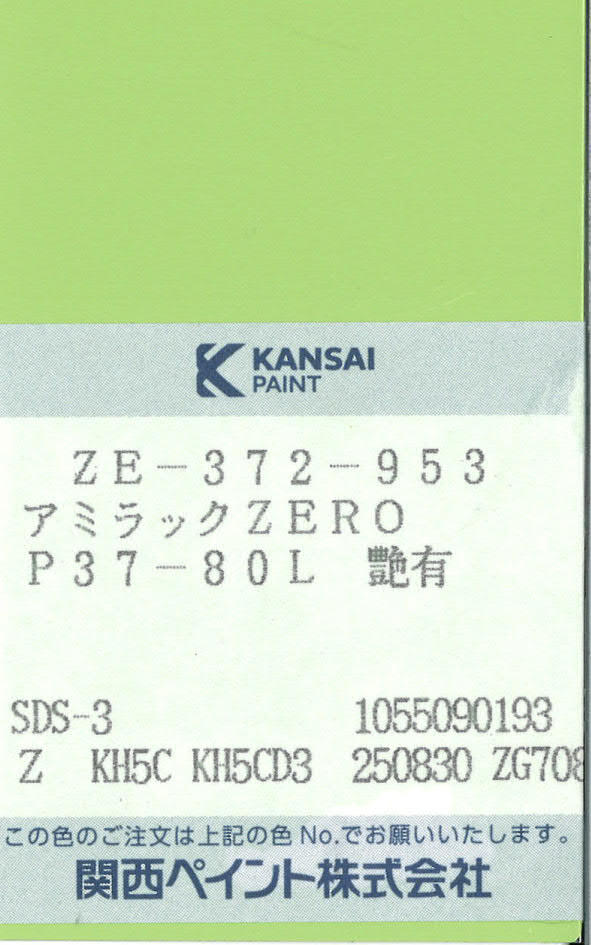 KANSAI
PAINT
ZE-372-953
アミラックZERO
P37-80L 艶有
SDS-3 1055090193
Z KH5C KH5CD3 250830 ZG708
この色のご注文は上記の色No.でお願いいたします。
関西ペイント株式会社